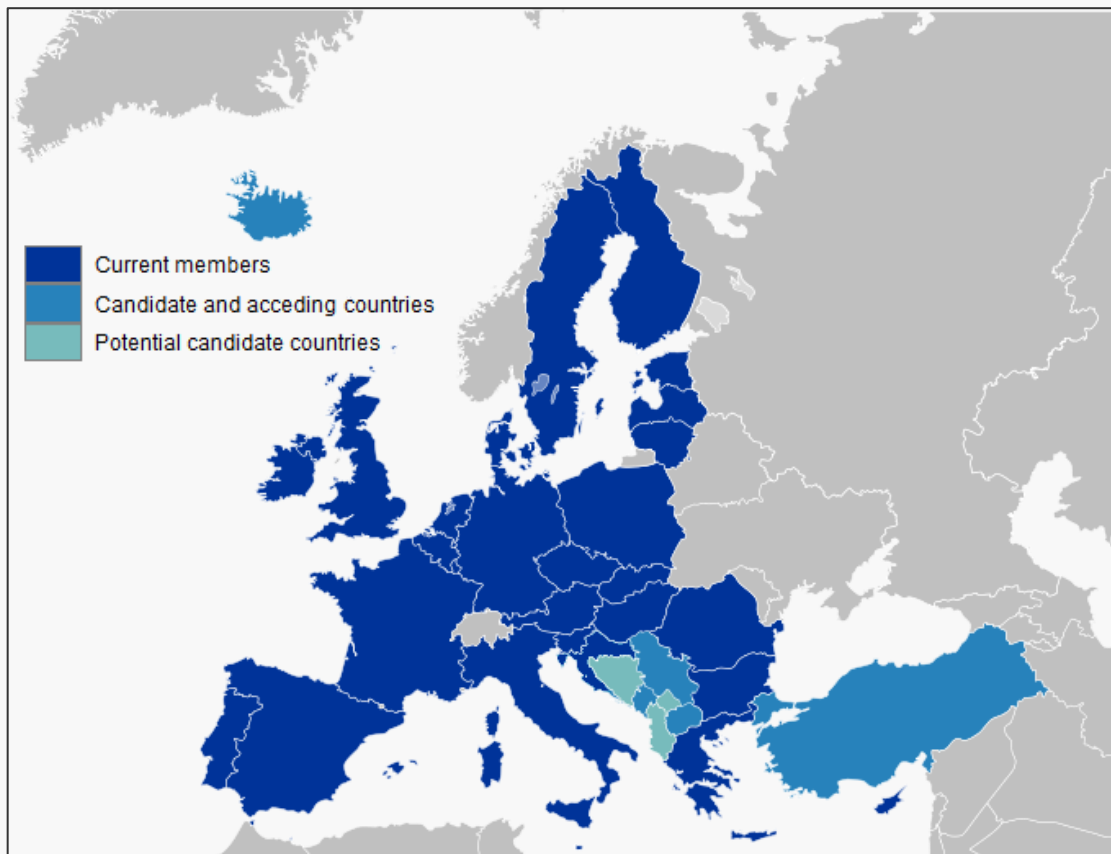 Current members
Candidate and acceding countries
Potential candidate countries